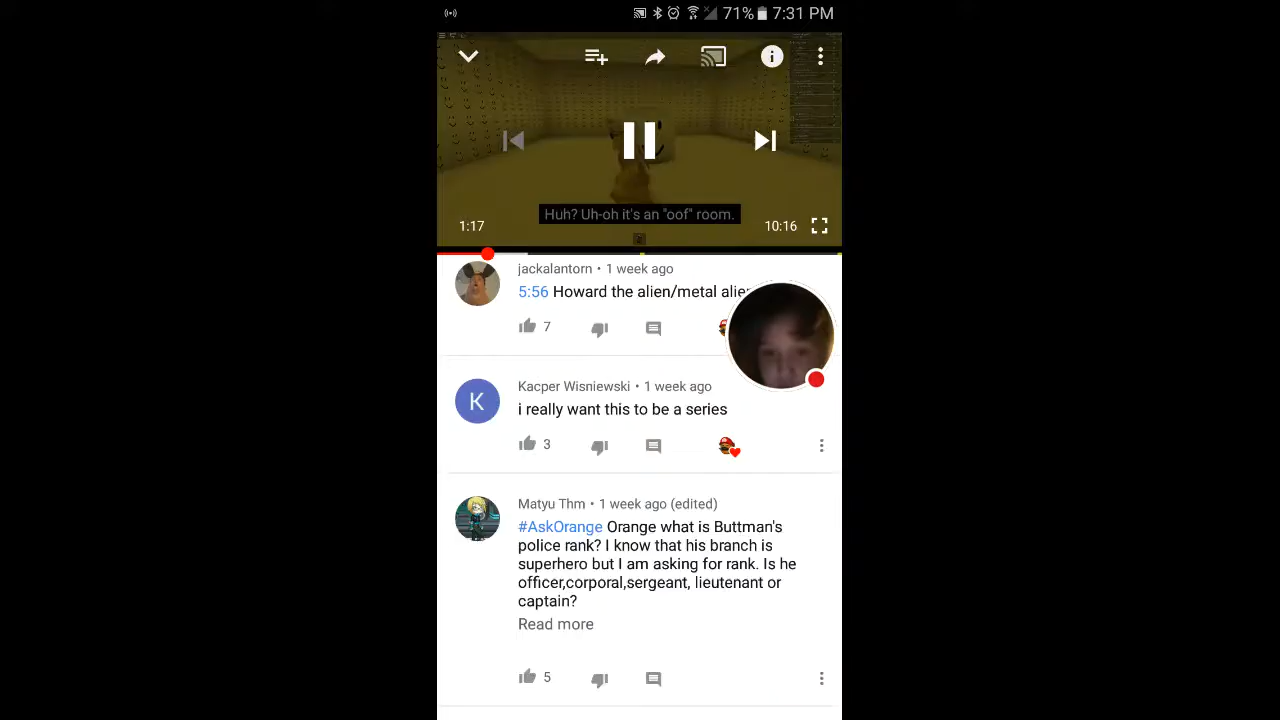 71% 7:31 PM
Huh? Uh-oh it's an "oof" room.
1:17
10:16
jackalantorn • 1 week ago
5:56 Howard the alien/metal alien
7
Kacper Wisniewski • 1 week ago
K
i really want this to be a series
3
Matyu Thm • 1 week ago (edited)
#AskOrange Orange what is Buttman's
police rank? I know that his branch is
superhero but I am asking for rank. Is he
officer,corporal,sergeant, lieutenant or
captain?
Read more
5